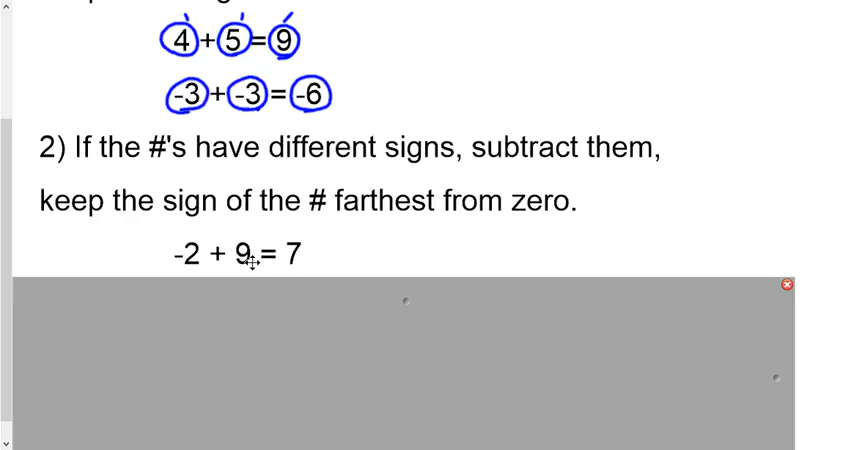 4+5=9
-3+-3=-6
2) If the #'s have different signs, subtract them,
keep the sign of the # farthest from zero.
-2 + 9 = 7